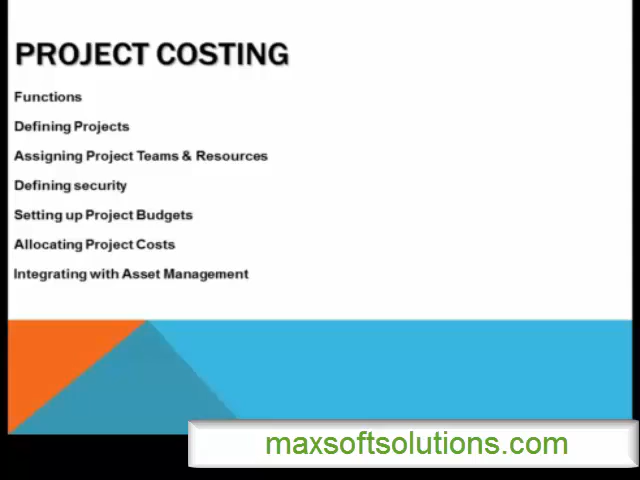 PROJECT COSTING
Functions
Defining Projects
Assigning Project Teams & Resources
Defining security
Setting up Project Budgets
Allocating Project Costs
Integrating with Asset Management
maxsoftsolutions.com